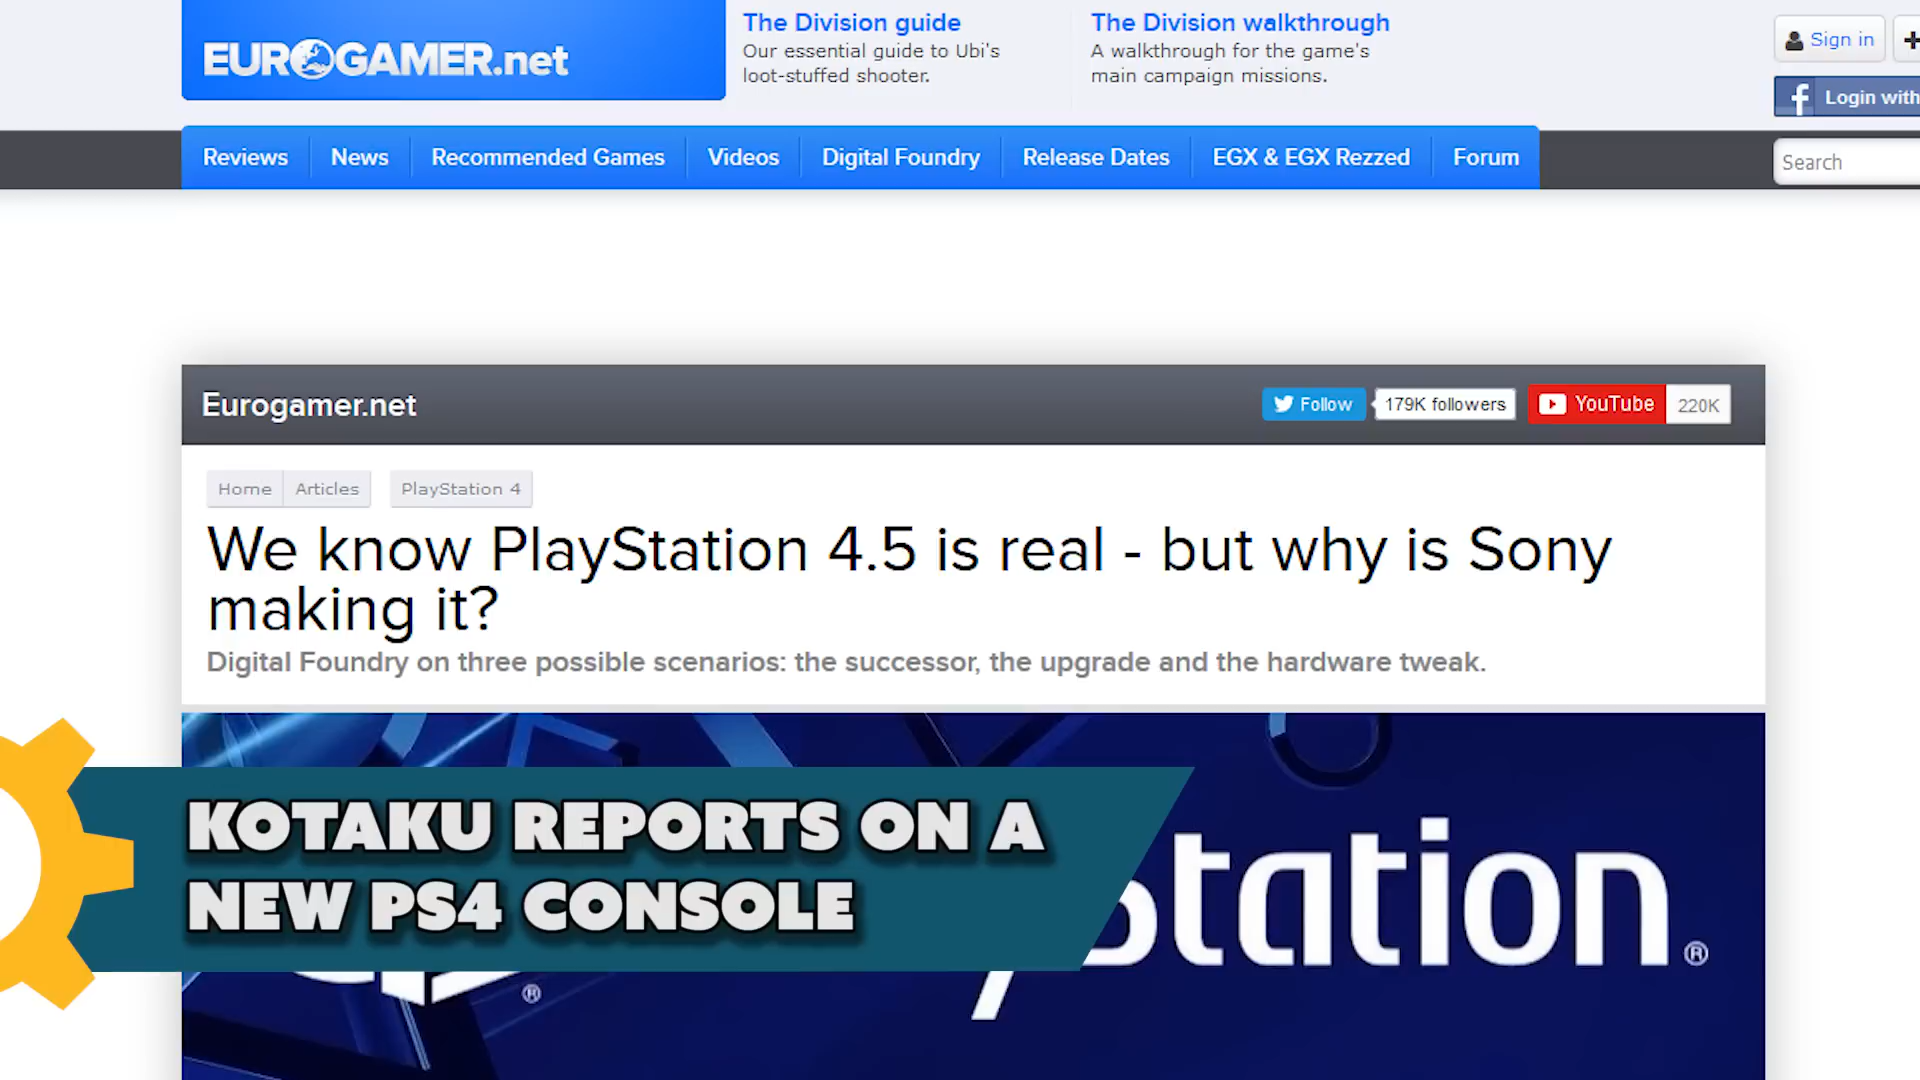 EUROGAMER.net
The Division guide
Our essential guide to Ubi's
loot-stuffed shooter.
The Division walkthrough
A walkthrough for the game's
main campaign missions.
Sign in
Login with
Reviews
News
Recommended Games
Videos
Digital Foundry
Release Dates
EGX & EGX Rezzed
Forum
Search
Eurogamer.net
Follow
179K followers
YouTube
220K
Home
Articles
PlayStation 4
We know PlayStation 4.5 is real - but why is Sony
making it?
Digital Foundry on three possible scenarios: the successor, the upgrade and the hardware tweak.
KOTAKU REPORTS ON A
NEW PS4 CONSOLE
yStation®
®